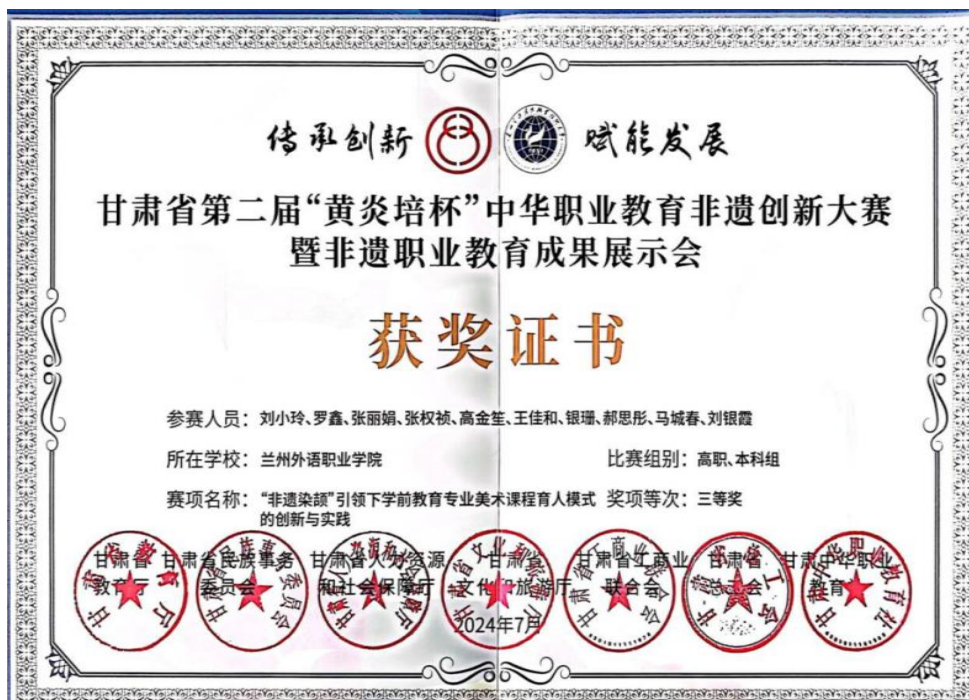 传承创新 赋能发展
甘肃省第二届“黄炎培杯”中华职业教育非遗创新大赛
暨非遗职业教育成果展示会
获奖证书
参赛人员：刘小玲、罗鑫、张丽娟、张权祯、高金笙、王佳和、银珊、郝思彤、马城春、刘银霞
所在学校：兰州外语职业学院 比赛组别：高职、本科组
赛项名称：“非遗染颉”引领下学前教育专业美术课程育人模式 奖项等次：三等奖
的创新与实践
甘肃省 甘肃省民族事务 甘肃省人力资源 甘肃省 甘肃省工商业 甘肃省 甘肃中华职业
教育厅 委员会 和社会保障厅 文化和旅游厅 联合会 总工会 教育
2024年7月